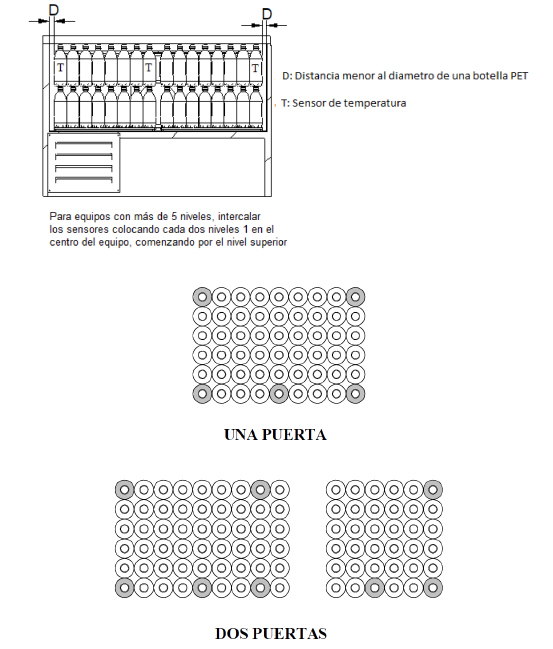 D
D
T
T
T
D: Distancia menor al diametro de una botella PET
T: Sensor de temperatura
Para equipos con más de 5 niveles, intercalar
los sensores colocando cada dos niveles 1 en el
centro del equipo, comenzando por el nivel superior
UNA PUERTA
DOS PUERTAS